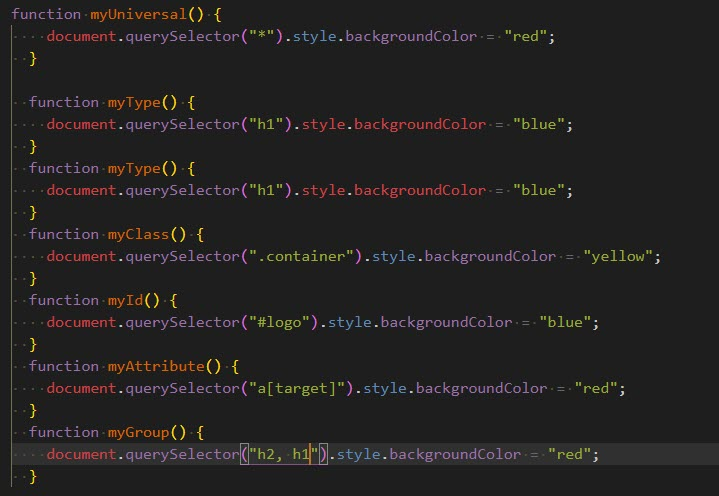 function myUniversal() {
    document.querySelector("*").style.backgroundColor = "red";
  }

  function myType() {
    document.querySelector("h1").style.backgroundColor = "blue";
  }
  function myType() {
    document.querySelector("h1").style.backgroundColor = "blue";
  }
  function myClass() {
    document.querySelector(".container").style.backgroundColor = "yellow";
  }
  function myId() {
    document.querySelector("#logo").style.backgroundColor = "blue";
  }
  function myAttribute() {
    document.querySelector("a[target]").style.backgroundColor = "red";
  }
  function myGroup() {
    document.querySelector("h2, h1").style.backgroundColor = "red";
  }